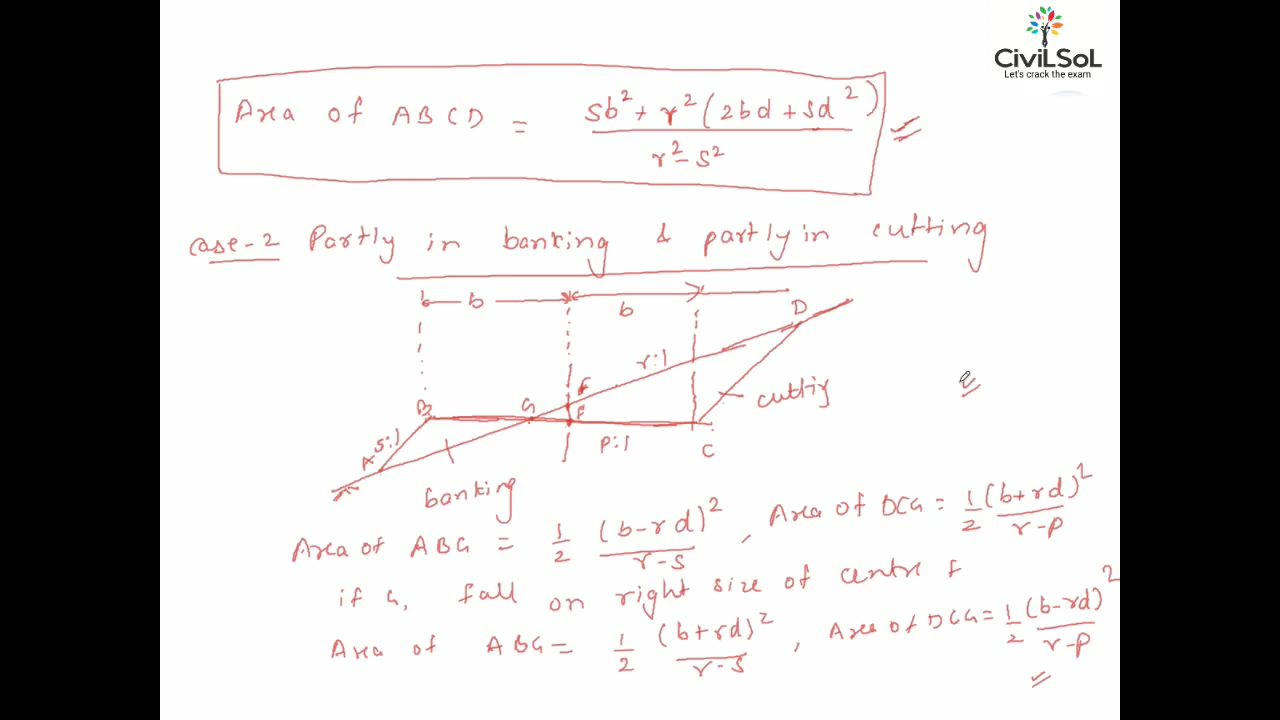 CiViLSoL
Let's crack the exam
Area of ABCD = sb² + r²(2bd + sd²) / r² - s²
case-2 Partly in banking & partly in cutting
b b
D
r:1
E
B G F
cutting
s:1
P:1
C
A
banking
Area of ABG = 1/2 (b-rd)² / r-s , Area of DCG = 1/2 (b+rd)² / r-p
if G, fall on right size of centre F
Area of ABG = 1/2 (b+rd)² / r-s , Area of DCG = 1/2 (b-rd)² / r-p